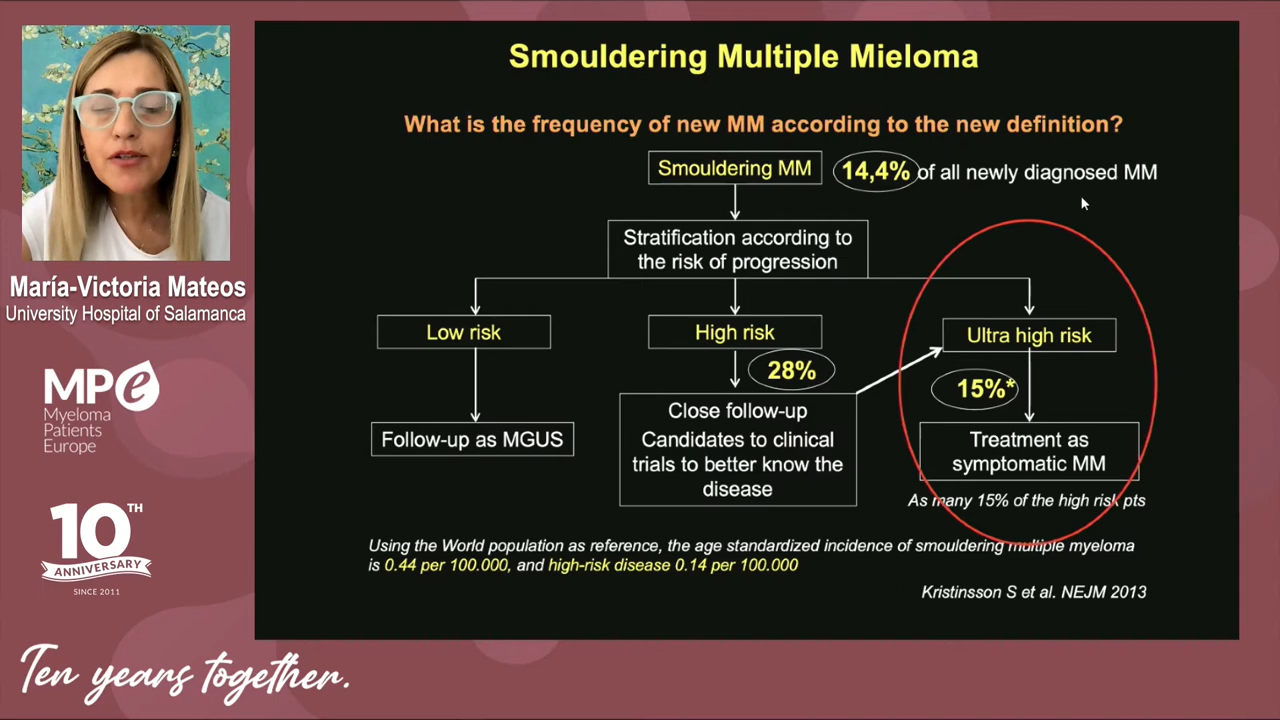 Smouldering Multiple Mieloma
What is the frequency of new MM according to the new definition?
Smouldering MM
14,4% of all newly diagnosed MM
Stratification according to
the risk of progression
Low risk
High risk
Ultra high risk
28%
15%*
Follow-up as MGUS
Close follow-up
Candidates to clinical
trials to better know the
disease
Treatment as
symptomatic MM
As many 15% of the high risk pts
Using the World population as reference, the age standardized incidence of smouldering multiple myeloma
is 0.44 per 100.000, and high-risk disease 0.14 per 100.000
Kristinsson S et al. NEJM 2013
María-Victoria Mateos
University Hospital of Salamanca
MPe
Myeloma
Patients
Europe
10TH
ANNIVERSARY
SINCE 2011
Ten years together.